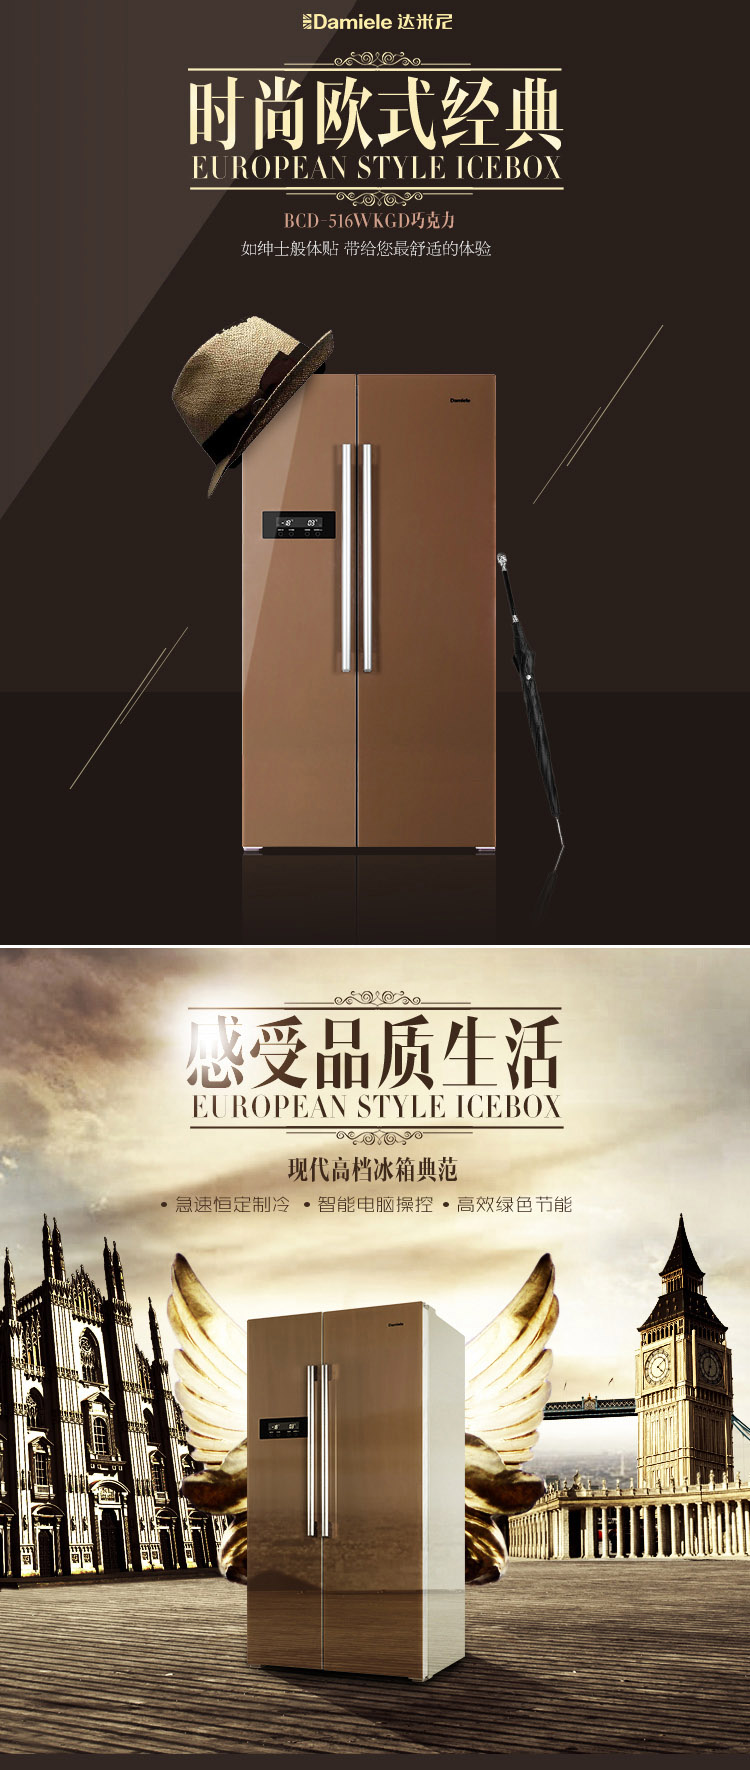 Damiele 达米尼
时尚欧式经典
EUROPEAN STYLE ICEBOX
BCD-516WKGD巧克力
如绅士般体贴 带给您最舒适的体验
Damiele
-18° 03°
感受品质生活
EUROPEAN STYLE ICEBOX
现代高档冰箱典范
• 急速恒定制冷 • 智能电脑操控 • 高效绿色节能
Damiele